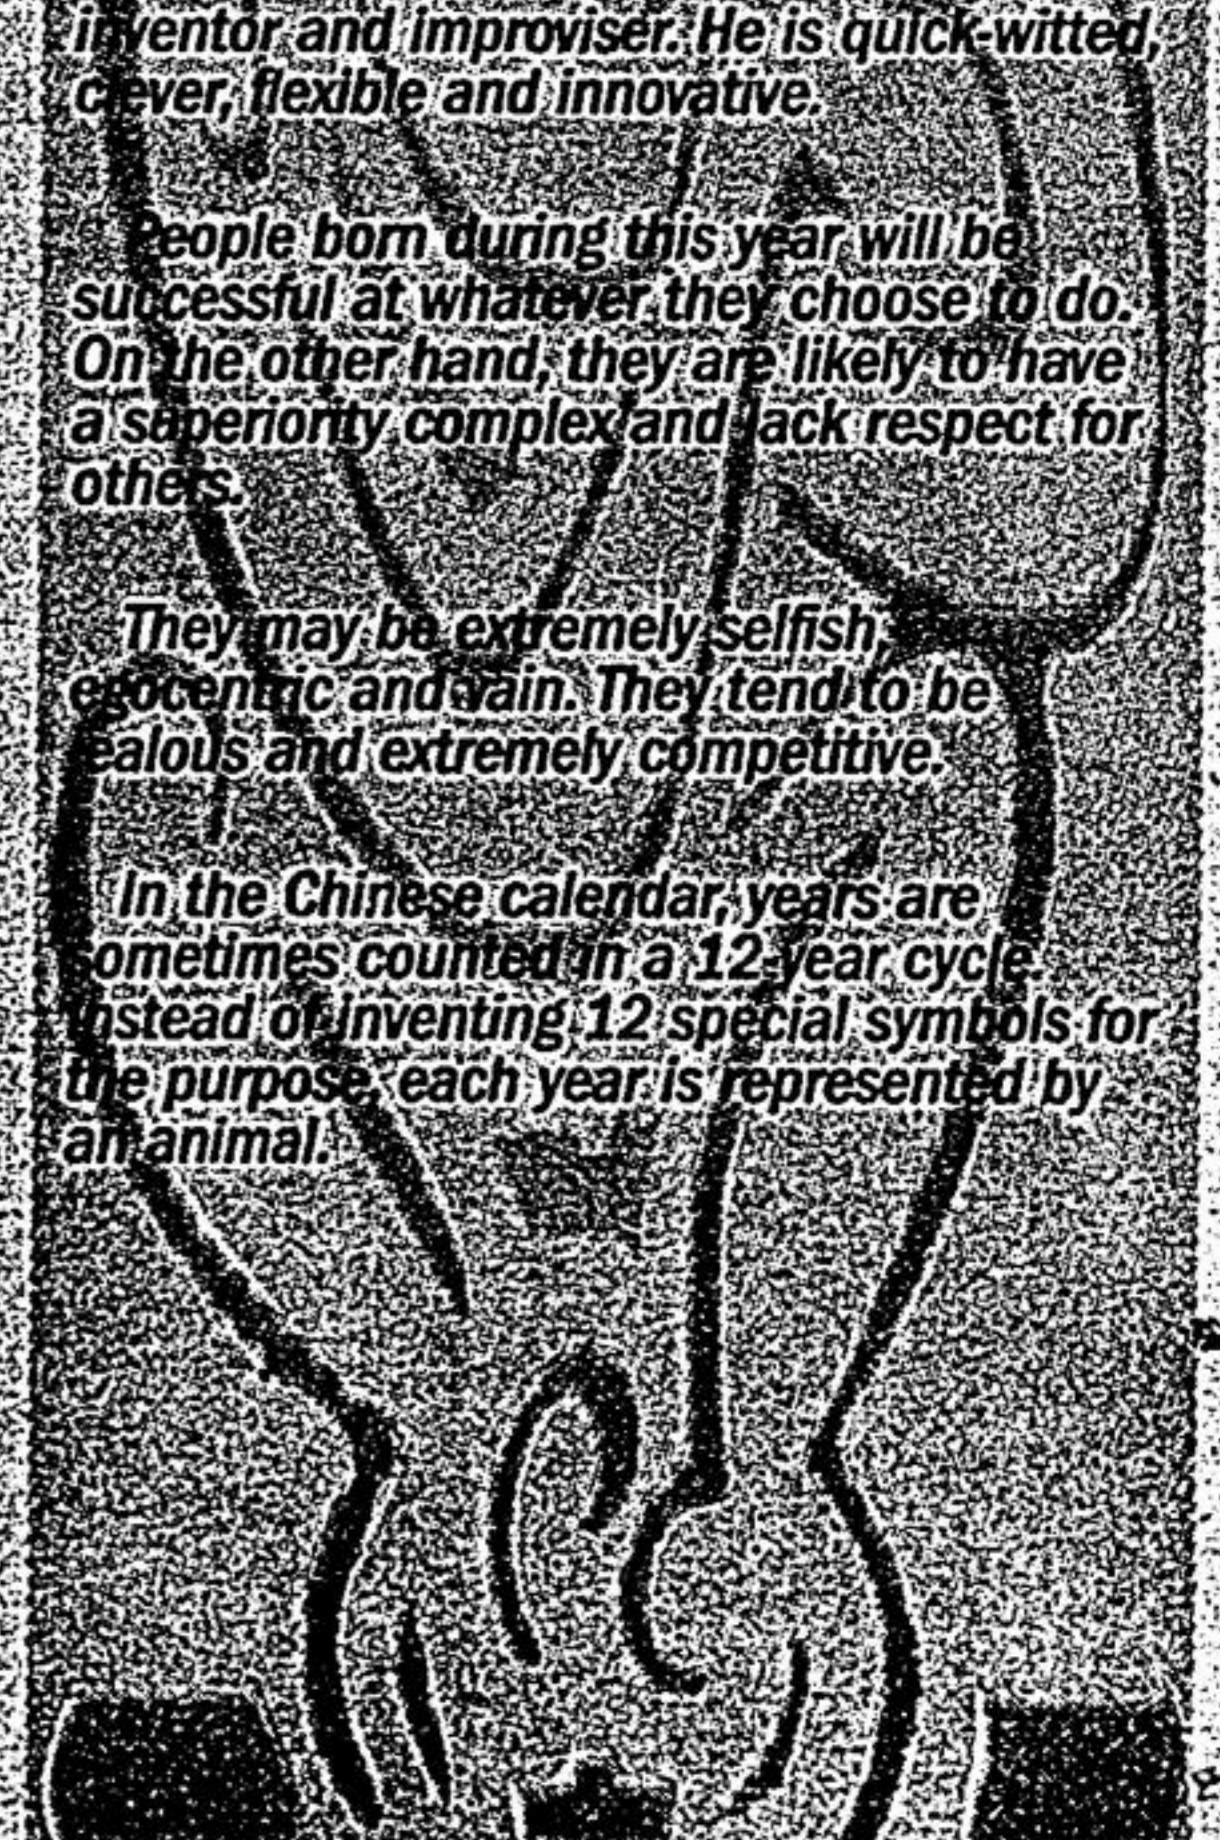 inventor and improviser. He is quick-witted,
clever, flexible and innovative.
People born during this year will be
successful at whatever they choose to do.
On the other hand, they are likely to have
a superiority complex and lack respect for
others.
They may be extremely selfish,
egocentric and vain. They tend to be
jealous and extremely competitive.
In the Chinese calendar, years are
sometimes counted in a 12 year cycle.
Instead of inventing 12 special symbols for
the purpose, each year is represented by
an animal.